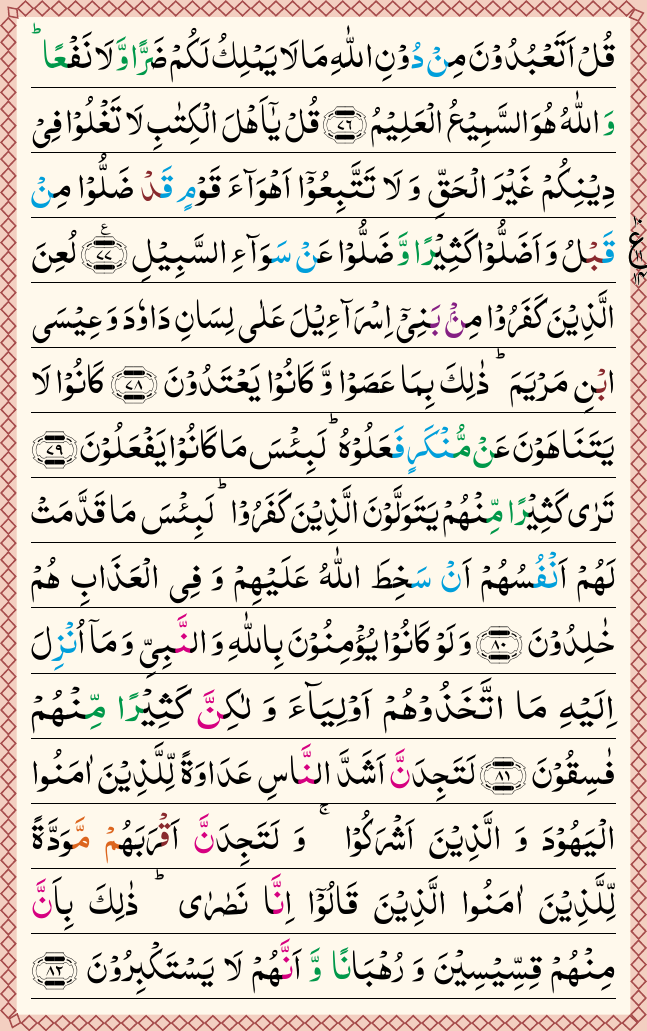 قُلْ اَتَعْبُدُوْنَ مِنْ دُوْنِ اللّٰهِ مَا لَا يَمْلِكُ لَكُمْ ضَرًّا وَّ لَا نَفْعًا ؕ
وَ اللّٰهُ هُوَ السَّمِيْعُ الْعَلِيْمُ ﴿۷۶﴾ قُلْ يٰۤاَهْلَ الْكِتٰبِ لَا تَغْلُوْا فِيْ
دِيْنِكُمْ غَيْرَ الْحَقِّ وَ لَا تَتَّبِعُوْۤا اَهْوَآءَ قَوْمٍ قَدْ ضَلُّوْا مِنْ
قَبْلُ وَ اَضَلُّوْا كَثِيْرًا وَّ ضَلُّوْا عَنْ سَوَآءِ السَّبِيْلِ ﴿۷۷﴾ لُعِنَ
الَّذِيْنَ كَفَرُوْا مِنْۢ بَنِيْۤ اِسْرَآءِيْلَ عَلٰى لِسَانِ دَاوٗدَ وَ عِيْسَى
ابْنِ مَرْيَمَ ؕ ذٰلِكَ بِمَا عَصَوْا وَّ كَانُوْا يَعْتَدُوْنَ ﴿۷۸﴾ كَانُوْا لَا
يَتَنَاهَوْنَ عَنْ مُّنْكَرٍ فَعَلُوْهُ ؕ لَبِئْسَ مَا كَانُوْا يَفْعَلُوْنَ ﴿۷۹﴾
تَرٰى كَثِيْرًا مِّنْهُمْ يَتَوَلَّوْنَ الَّذِيْنَ كَفَرُوْا ؕ لَبِئْسَ مَا قَدَّمَتْ
لَهُمْ اَنْفُسُهُمْ اَنْ سَخِطَ اللّٰهُ عَلَيْهِمْ وَ فِي الْعَذَابِ هُمْ
خٰلِدُوْنَ ﴿۸۰﴾ وَ لَوْ كَانُوْا يُؤْمِنُوْنَ بِاللّٰهِ وَ النَّبِيِّ وَ مَاۤ اُنْزِلَ
اِلَيْهِ مَا اتَّخَذُوْهُمْ اَوْلِيَآءَ وَ لٰكِنَّ كَثِيْرًا مِّنْهُمْ
فٰسِقُوْنَ ﴿۸۱﴾ لَتَجِدَنَّ اَشَدَّ النَّاسِ عَدَاوَةً لِّلَّذِيْنَ اٰمَنُوا
الْيَهُوْدَ وَ الَّذِيْنَ اَشْرَكُوْا ۚ وَ لَتَجِدَنَّ اَقْرَبَهُمْ مَّوَدَّةً
لِّلَّذِيْنَ اٰمَنُوا الَّذِيْنَ قَالُوْۤا اِنَّا نَصٰرٰى ؕ ذٰلِكَ بِاَنَّ
مِنْهُمْ قِسِّيْسِيْنَ وَ رُهْبَانًا وَّ اَنَّهُمْ لَا يَسْتَكْبِرُوْنَ ﴿۸۲﴾